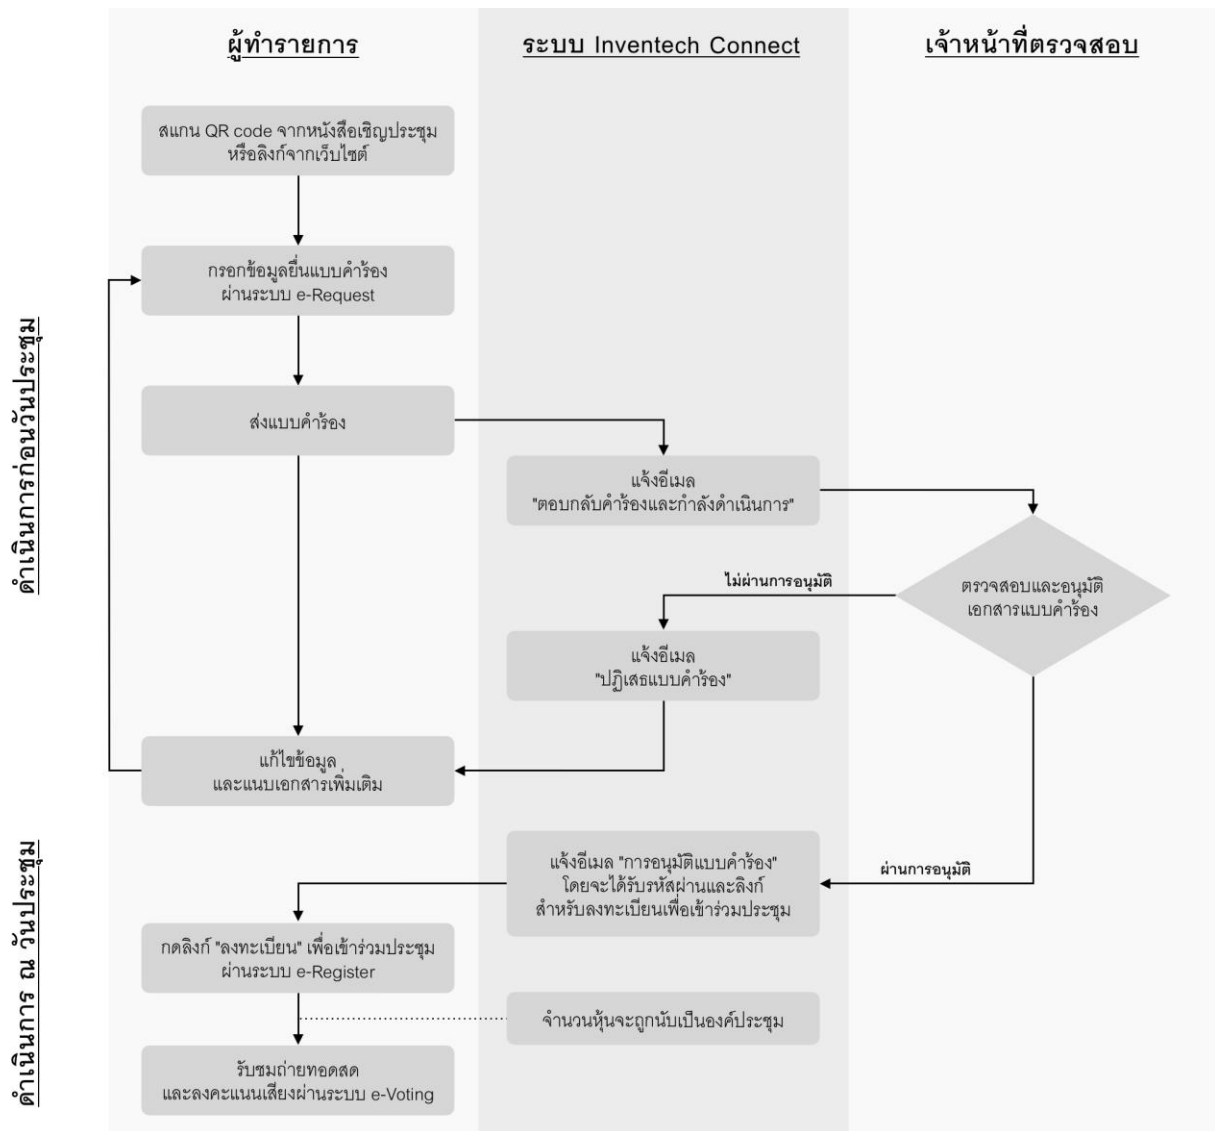 ผู้ทำรายการ
ระบบ Inventech Connect
เจ้าหน้าที่ตรวจสอบ
ดำเนินการก่อนวันประชุม
สแกน QR code จากหนังสือเชิญประชุม
หรือลิงก์จากเว็บไซต์
กรอกข้อมูลยื่นแบบคำร้อง
ผ่านระบบ e-Request
ส่งแบบคำร้อง
แจ้งอีเมล
"ตอบกลับคำร้องและกำลังดำเนินการ"
ตรวจสอบและอนุมัติ
เอกสารแบบคำร้อง
ไม่ผ่านการอนุมัติ
แจ้งอีเมล
"ปฏิเสธแบบคำร้อง"
แก้ไขข้อมูล
และแนบเอกสารเพิ่มเติม
ดำเนินการ ณ วันประชุม
ผ่านการอนุมัติ
แจ้งอีเมล "การอนุมัติแบบคำร้อง"
โดยจะได้รับรหัสผ่านและลิงก์
สำหรับลงทะเบียนเพื่อเข้าร่วมประชุม
กดลิงก์ "ลงทะเบียน" เพื่อเข้าร่วมประชุม
ผ่านระบบ e-Register
จำนวนหุ้นจะถูกนับเป็นองค์ประชุม
รับชมถ่ายทอดสด
และลงคะแนนเสียงผ่านระบบ e-Voting